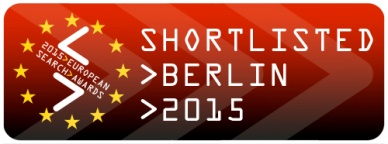 2015>EUROPEAN
SEARCH>AWARDS
SHORTLISTED
>BERLIN
>2015